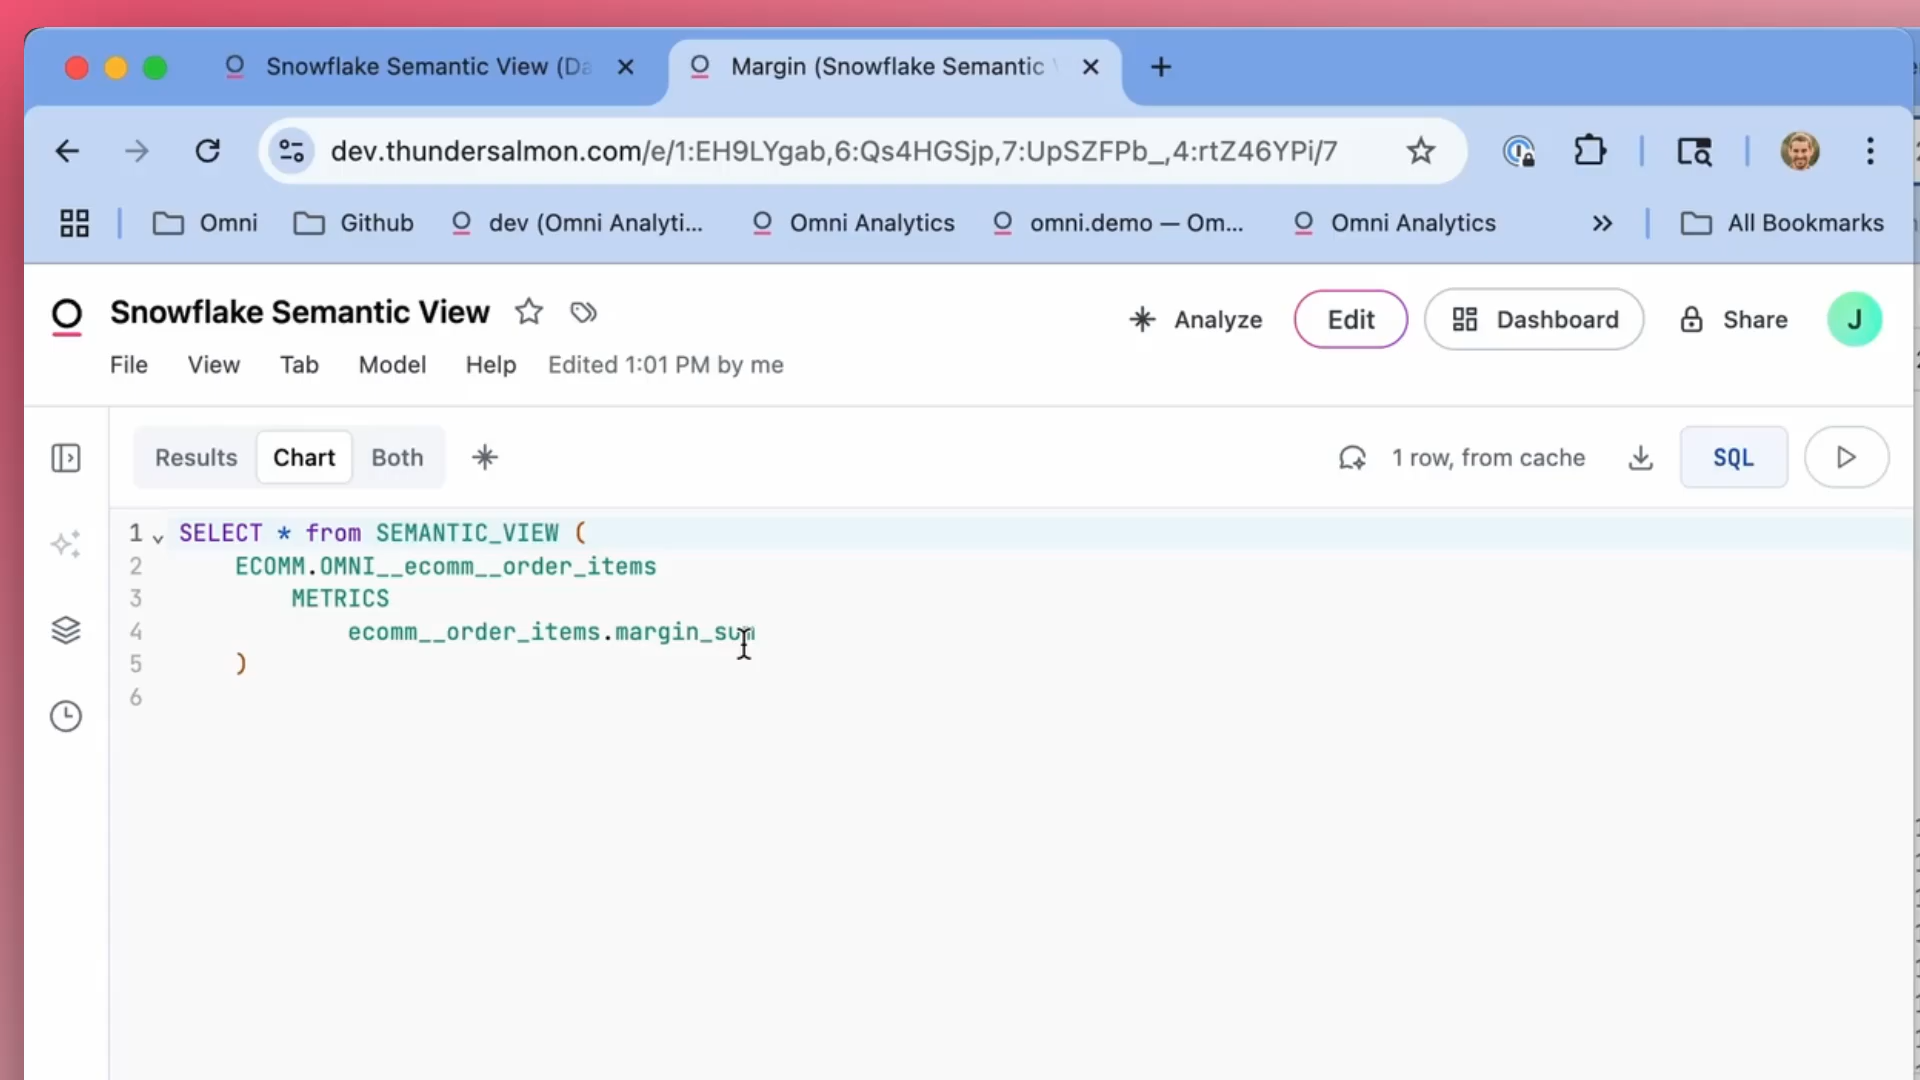 Snowflake Semantic View (Da
Margin (Snowflake Semantic
dev.thundersalmon.com/e/1:EH9LYgab,6:Qs4HGSjp,7:UpSZFPb_,4:rtZ46YPi/7
Omni
Github
dev (Omni Analyti...
Omni Analytics
omni.demo — Om...
Omni Analytics
All Bookmarks
Snowflake Semantic View
Analyze
Edit
Dashboard
Share
J
File View Tab Model Help Edited 1:01 PM by me
Results Chart Both
1 row, from cache
SQL
1 SELECT * from SEMANTIC_VIEW (
2 ECOMM.OMNI__ecomm__order_items
3 METRICS
4 ecomm__order_items.margin_sum
5 )
6